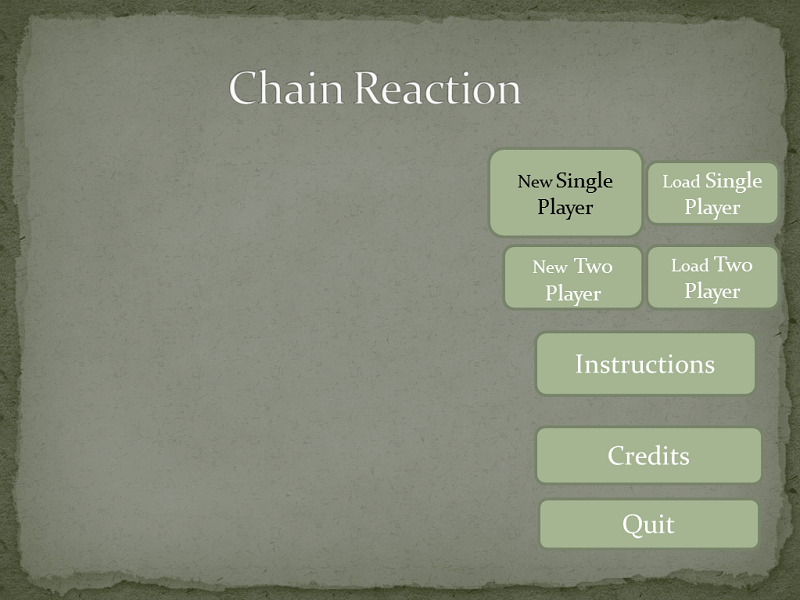 Chain Reaction
New Single
Player
Load Single
Player
New Two
Player
Load Two
Player
Instructions
Credits
Quit